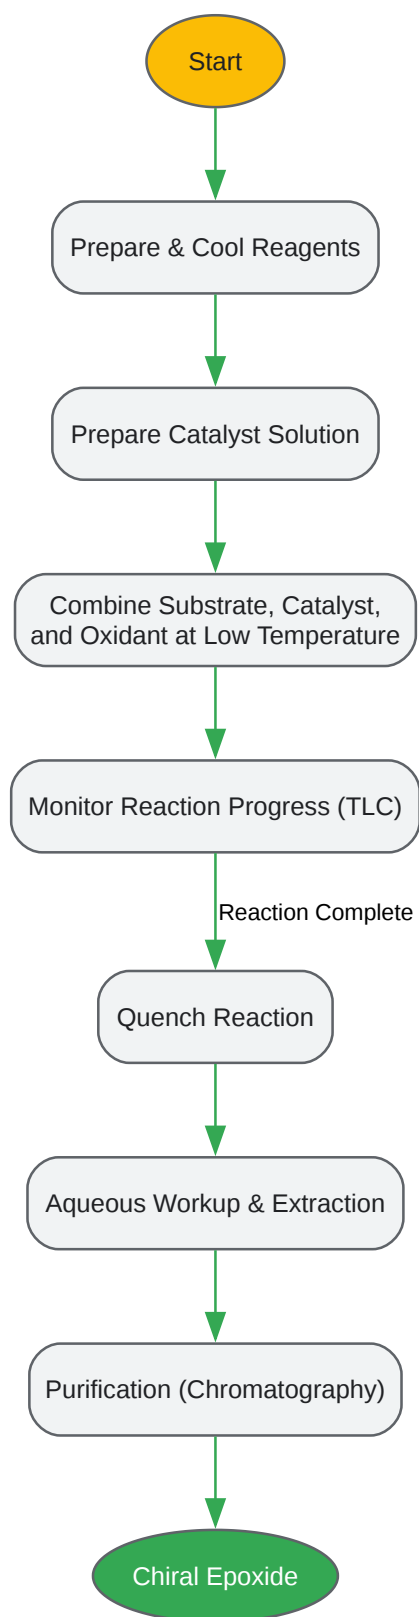 Start
Prepare & Cool Reagents
Prepare Catalyst Solution
Combine Substrate, Catalyst,
and Oxidant at Low Temperature
Monitor Reaction Progress (TLC)
Reaction Complete
Quench Reaction
Aqueous Workup & Extraction
Purification (Chromatography)
Chiral Epoxide